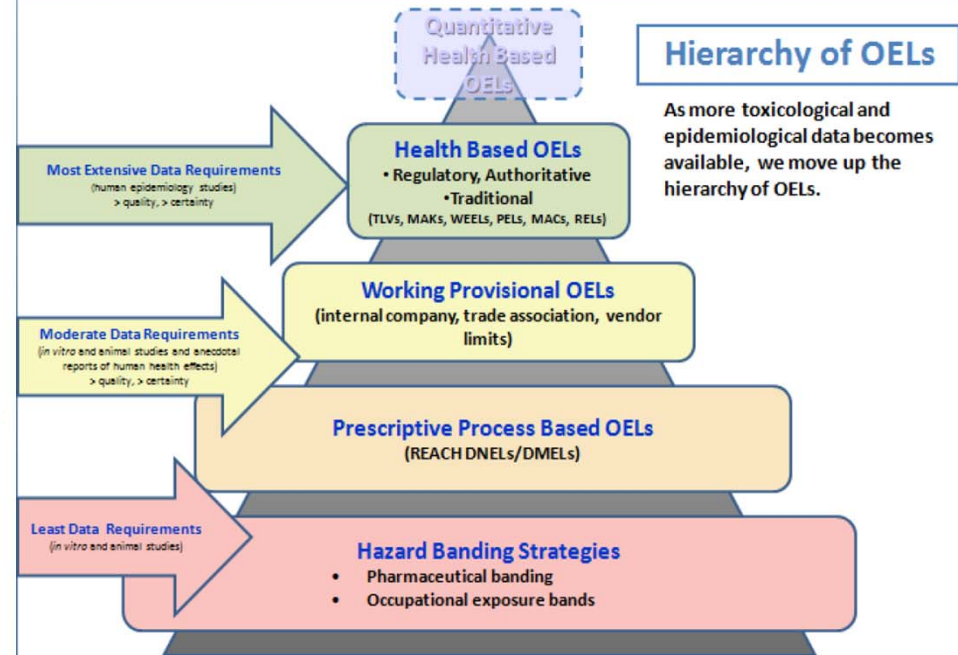 Quantitative
Health Based
OELs
Hierarchy of OELs
As more toxicological and
epidemiological data becomes
available, we move up the
hierarchy of OELs.
Most Extensive Data Requirements
(human epidemiology studies)
> quality, > certainty
Health Based OELs
• Regulatory, Authoritative
•Traditional
(TLVs, MAKs, WEELs, PELs, MACs, RELs)
Moderate Data Requirements
(in vitro and animal studies and anecdotal
reports of human health effects)
> quality, > certainty
Working Provisional OELs
(internal company, trade association, vendor
limits)
Prescriptive Process Based OELs
(REACH DNELs/DMELs)
Least Data Requirements
(in vitro and animal studies)
Hazard Banding Strategies
• Pharmaceutical banding
• Occupational exposure bands